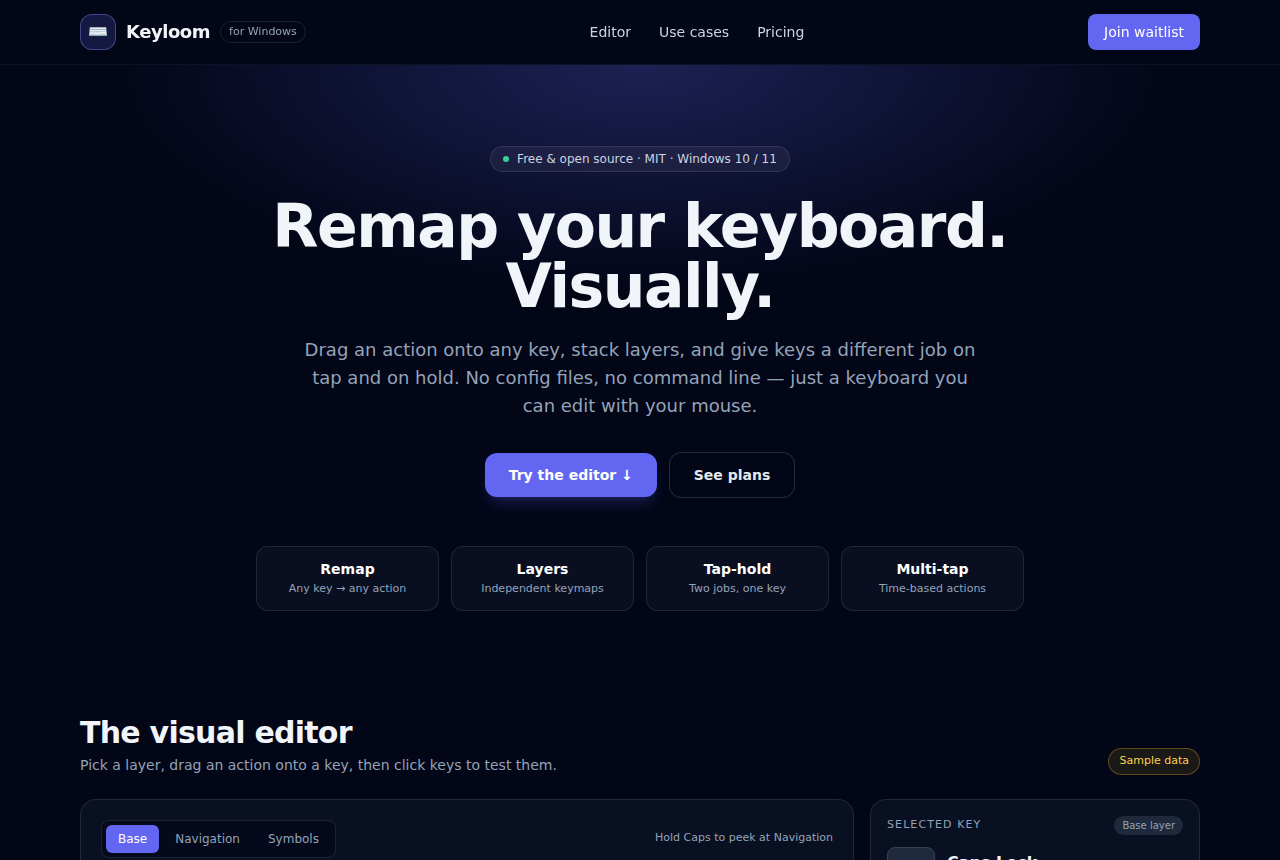 Keyloom for Windows Editor Use cases Pricing Join waitlist
Free & open source · MIT · Windows 10 / 11
Remap your keyboard.
Visually.
Drag an action onto any key, stack layers, and give keys a different job on
tap and on hold. No config files, no command line — just a keyboard you
can edit with your mouse.
Try the editor ↓ See plans
Remap Layers Tap-hold Multi-tap
Any key → any action Independent keymaps Two jobs, one key Time-based actions
The visual editor
Pick a layer, drag an action onto a key, then click keys to test them. Sample data
Base Navigation Symbols Hold Caps to peek at Navigation SELECTED KEY Base layer
Caps Lock